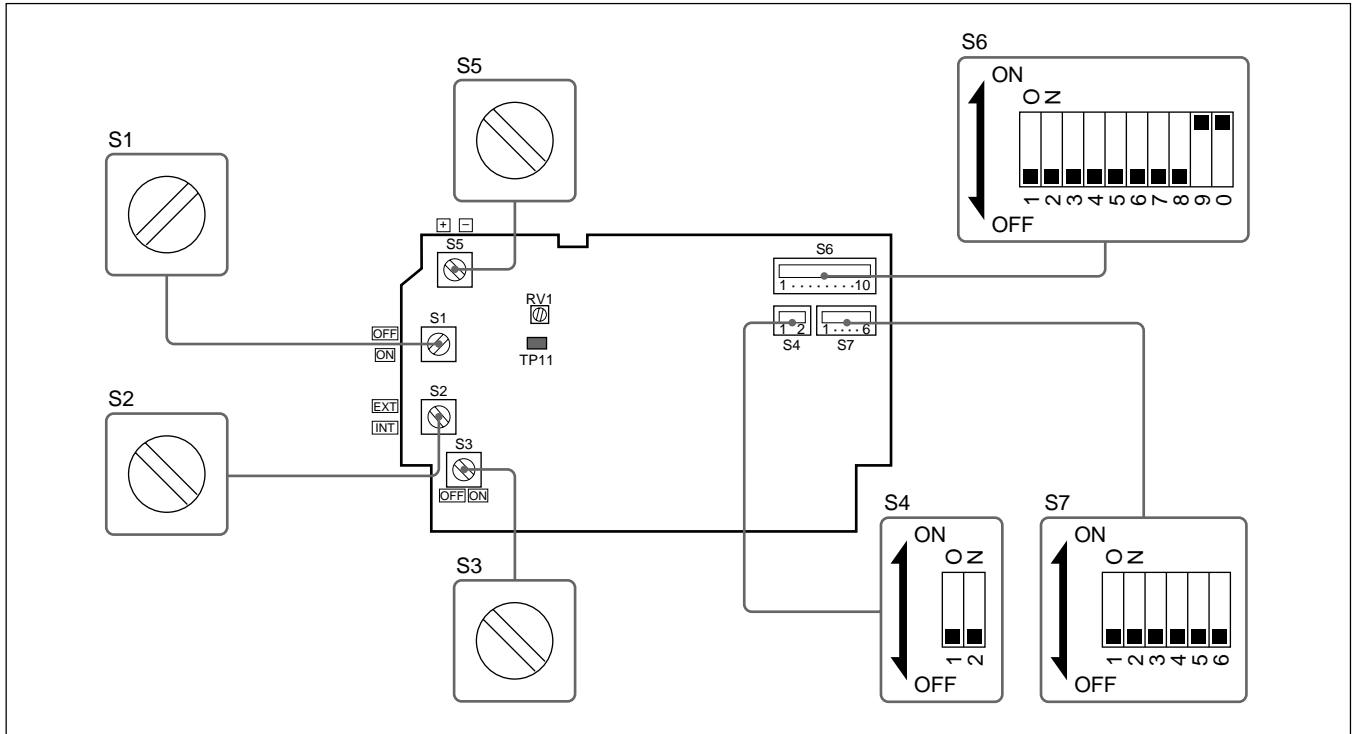 S6
ON
ON
1 2 3 4 5 6 7 8 9 0
OFF
S5
S1
+ −
S5
S6
1 ········10
RV1
S1
OFF
ON
TP11
1 2
S4
1 ···· 6
S7
S2
S2
EXT
INT
S3
OFF ON
S3
S4
ON
ON
1 2
OFF
S7
ON
ON
1 2 3 4 5 6
OFF